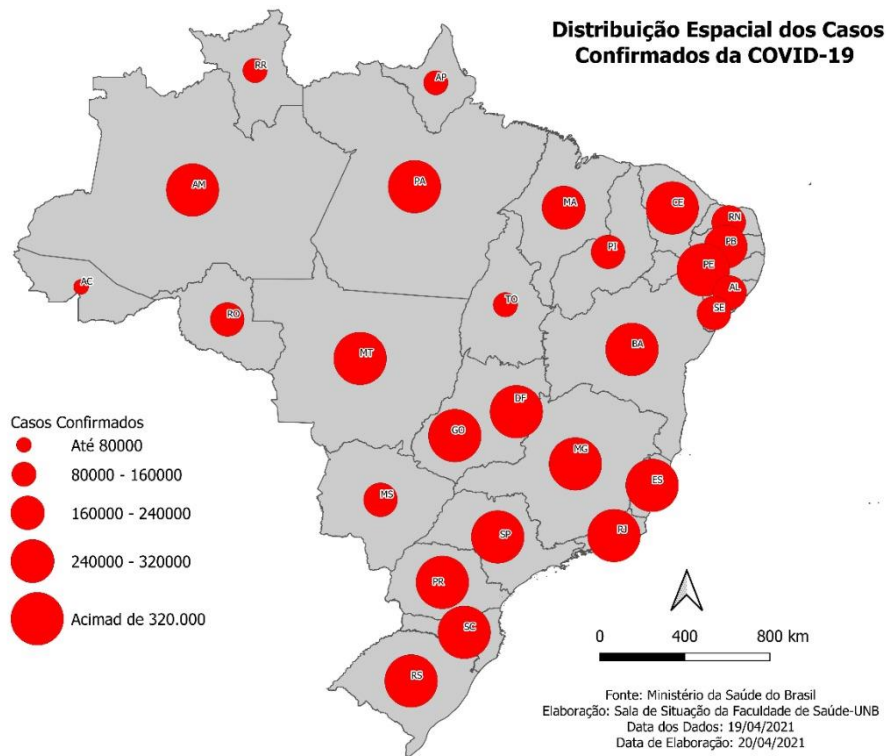 Distribuição Espacial dos Casos
Confirmados da COVID-19
RR
AP
AM
PA
MA
CE
RN
PI
PB
PE
AC
AL
TO
SE
RO
BA
MT
DF
GO
MG
ES
MS
SP
RJ
PR
SC
RS
Casos Confirmados
Até 80000
80000 - 160000
160000 - 240000
240000 - 320000
Acimad de 320.000
0 400 800 km
Fonte: Ministério da Saúde do Brasil
Elaboração: Sala de Situação da Faculdade de Saúde-UNB
Data dos Dados: 19/04/2021
Data de Elaboração: 20/04/2021